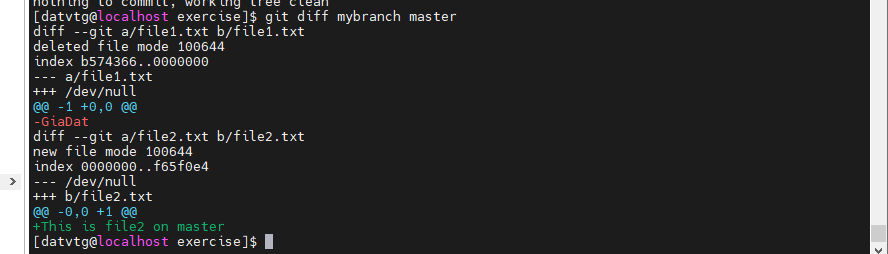 nothing to commit, working tree clean
[datvtg@localhost exercise]$ git diff mybranch master
diff --git a/file1.txt b/file1.txt
deleted file mode 100644
index b574366..0000000
--- a/file1.txt
+++ /dev/null
@@ -1 +0,0 @@
-GiaDat
diff --git a/file2.txt b/file2.txt
new file mode 100644
index 0000000..f65f0e4
--- /dev/null
+++ b/file2.txt
@@ -0,0 +1 @@
+This is file2 on master
[datvtg@localhost exercise]$